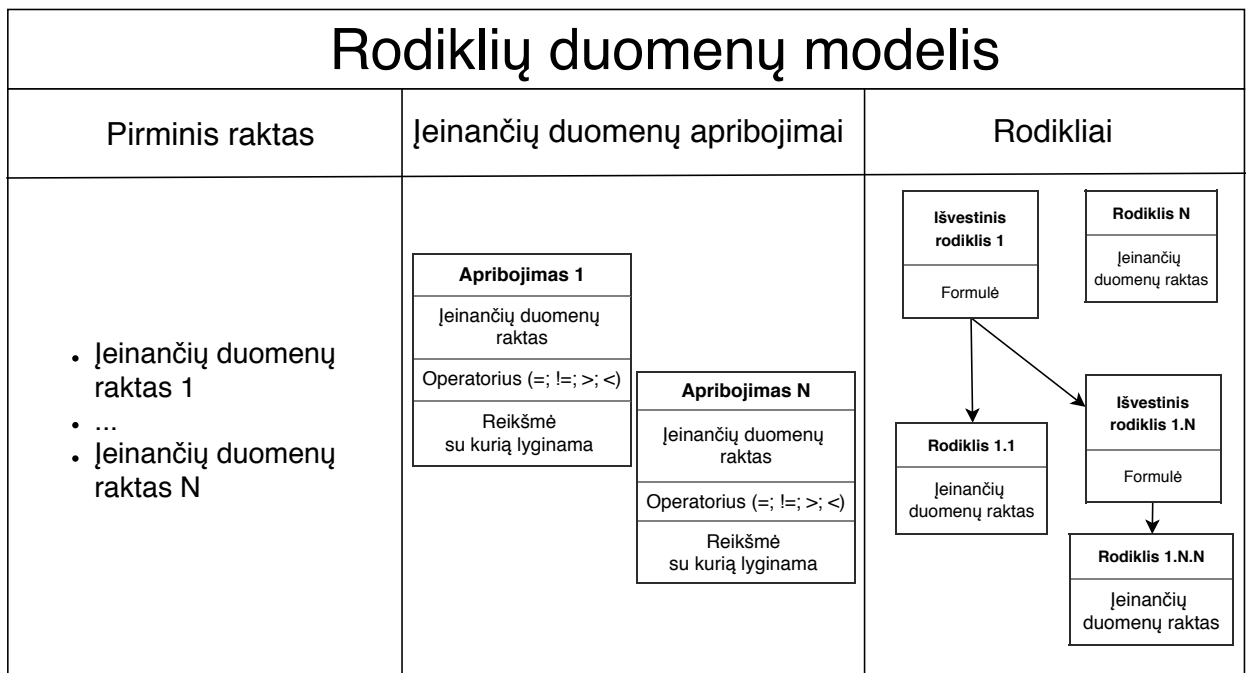 Rodiklių duomenų modelis
Pirminis raktas
Įeinančių duomenų apribojimai
Rodikliai
• Įeinančių duomenų
raktas 1
• ...
• Įeinančių duomenų
raktas N
Apribojimas 1
Įeinančių duomenų
raktas
Operatorius (=; !=; >; <)
Reikšmė
su kurią lyginama
Apribojimas N
Įeinančių duomenų
raktas
Operatorius (=; !=; >; <)
Reikšmė
su kurią lyginama
Išvestinis
rodiklis 1
Formulė
Rodiklis N
Įeinančių
duomenų raktas
Rodiklis 1.1
Įeinančių
duomenų raktas
Išvestinis
rodiklis 1.N
Formulė
Rodiklis 1.N.N
Įeinančių
duomenų raktas